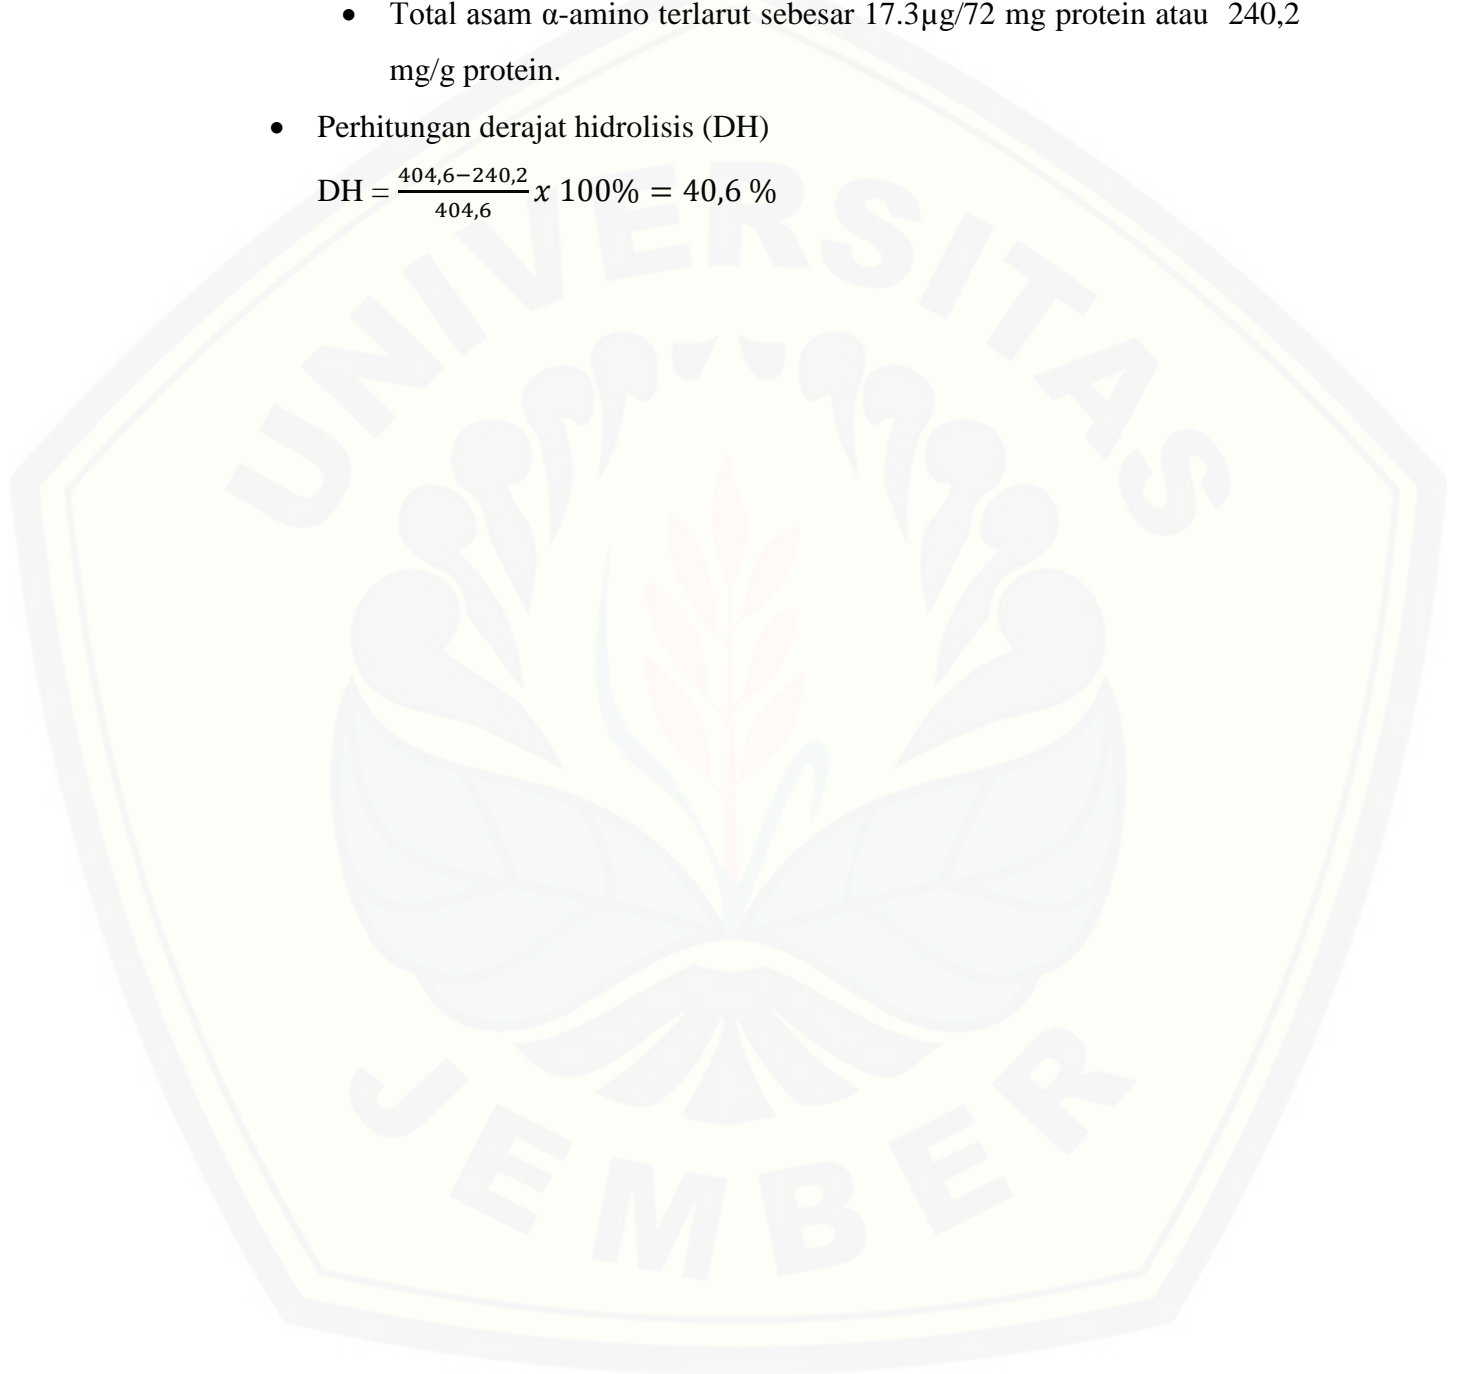 • Total asam α-amino terlarut sebesar 17.3µg/72 mg protein atau 240,2
mg/g protein.
• Perhitungan derajat hidrolisis (DH)
DH = 404,6−240,2/404,6 x 100% = 40,6 %
UNIVERSITAS
JEMBER